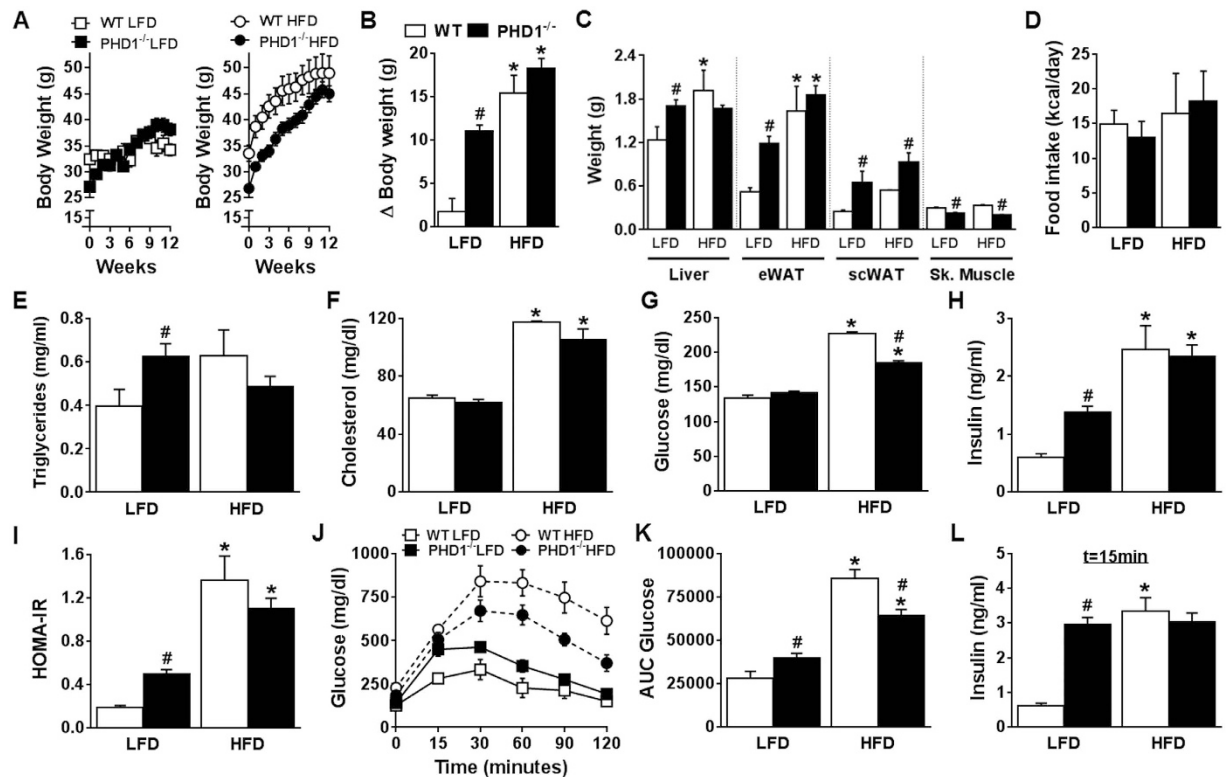 A
WT LFD
PHD1-/-LFD
WT HFD
PHD1-/-HFD
Body Weight (g)
50
45
40
35
30
25
15
0 3 6 9 12
Weeks
Body Weight (g)
50
45
40
35
30
25
15
0 3 6 9 12
Weeks
B
WT PHD1-/-
Δ Body weight (g)
20
15
10
5
0
# * *
LFD HFD
C
Weight (g)
2.4
1.8
1.2
0.6
0.0
# * # * * # # # #
LFD HFD LFD HFD LFD HFD LFD HFD
Liver eWAT scWAT Sk. Muscle
D
Food intake (kcal/day)
25
20
15
10
5
0
LFD HFD
E
Triglycerides (mg/ml)
0.8
0.6
0.4
0.2
0.0
#
LFD HFD
F
Cholesterol (mg/dl)
120
80
40
0
* *
LFD HFD
G
Glucose (mg/dl)
250
200
150
100
50
0
* #
*
LFD HFD
H
Insulin (ng/ml)
3
2
1
0
# * *
LFD HFD
I
HOMA-IR
1.6
1.2
0.8
0.4
0.0
# * *
LFD HFD
J
WT LFD WT HFD
PHD1-/-LFD PHD1-/-HFD
Glucose (mg/dl)
1000
750
500
250
0
0 15 30 60 90 120
Time (minutes)
K
AUC Glucose
100000
75000
50000
25000
0
# * #
*
LFD HFD
L
t=15min
Insulin (ng/ml)
5
4
3
2
1
0
# *
LFD HFD